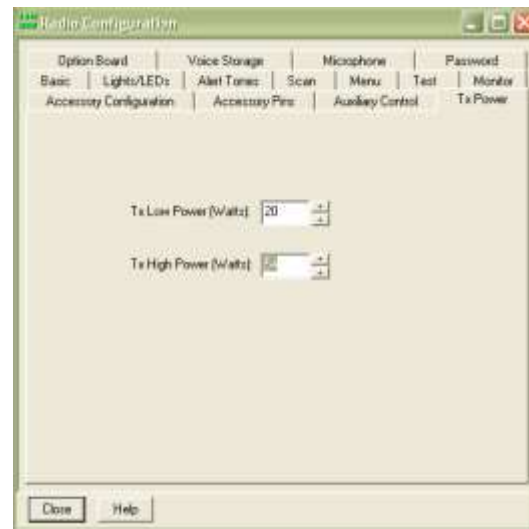 Radio Configuration
Option Board Voice Storage Microphone Password
Basic Lights/LEDs Alert Tones Scan Menu Text Monitor
Accessory Configuration Accessory Pins Auxiliary Control Tx Power
Tx Low Power (Watts): 20
Tx High Power (Watts):
Close Help